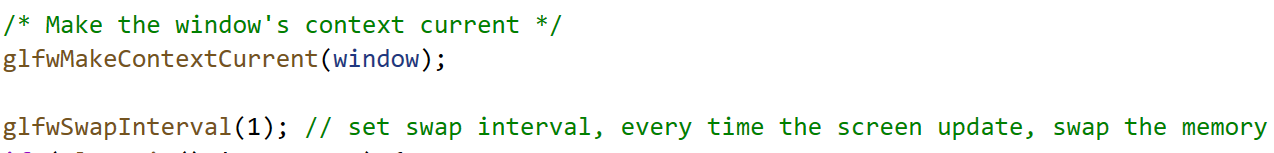 /* Make the window's context current */
glfwMakeContextCurrent(window);
glfwSwapInterval(1); // set swap interval, every time the screen update, swap the memory